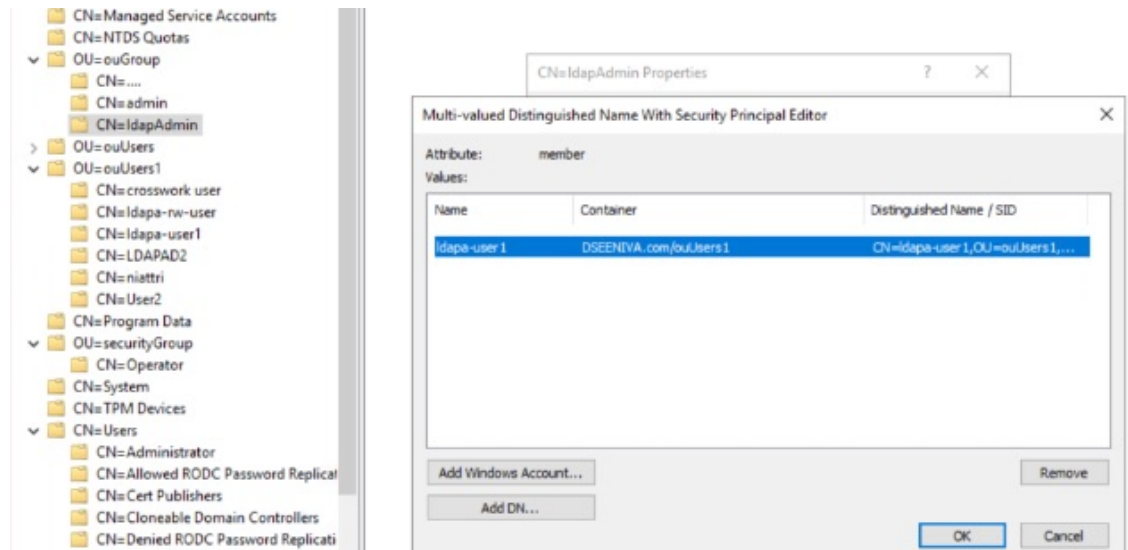 CN=Managed Service Accounts
CN=NTDS Quotas
OU=ouGroup
CN=....
CN=admin
CN=ldapAdmin
OU=ouUsers
OU=ouUsers1
CN=crosswork user
CN=ldapa-rw-user
CN=ldapa-user1
CN=LDAPAD2
CN=niattri
CN=User2
CN=Program Data
OU=securityGroup
CN=Operator
CN=System
CN=TPM Devices
CN=Users
CN=Administrator
CN=Allowed RODC Password Replicat
CN=Cert Publishers
CN=Cloneable Domain Controllers
CN=Denied RODC Password Replicati
CN=ldapAdmin Properties ?
Multi-valued Distinguished Name With Security Principal Editor
Attribute: member
Values:
Name Container Distinguished Name / SID
ldapa-user1 DSEENIVA.com/ouUsers1 CN=ldapa-user1,OU=ouUsers1,...
Add Windows Account... Remove
Add DN...
OK Cancel